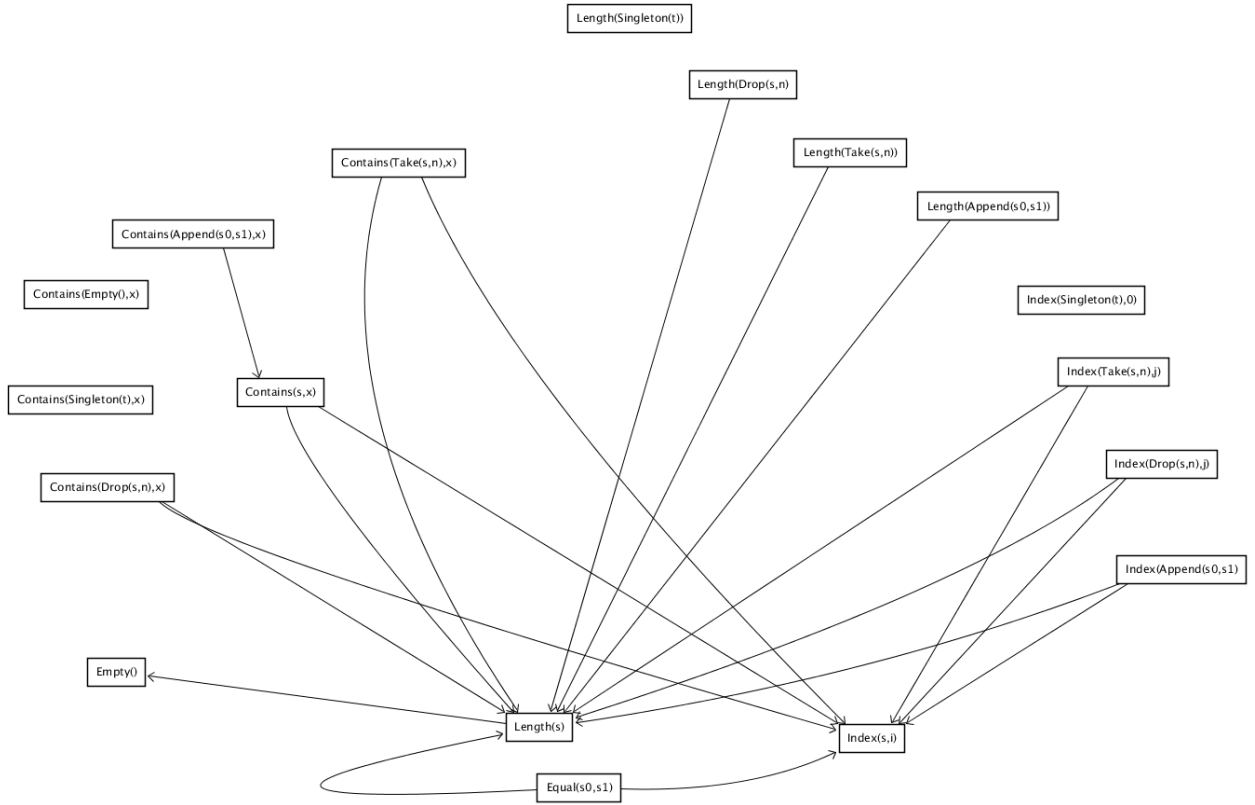 Length(Singleton(t))
Length(Drop(s,n)
Length(Take(s,n))
Contains(Take(s,n),x)
Length(Append(s0,s1))
Contains(Append(s0,s1),x)
Contains(Empty(),x)
Index(Singleton(t),0)
Index(Take(s,n),j)
Contains(s,x)
Contains(Singleton(t),x)
Index(Drop(s,n),j)
Contains(Drop(s,n),x)
Index(Append(s0,s1)
Empty()
Length(s)
Index(s,i)
Equal(s0,s1)